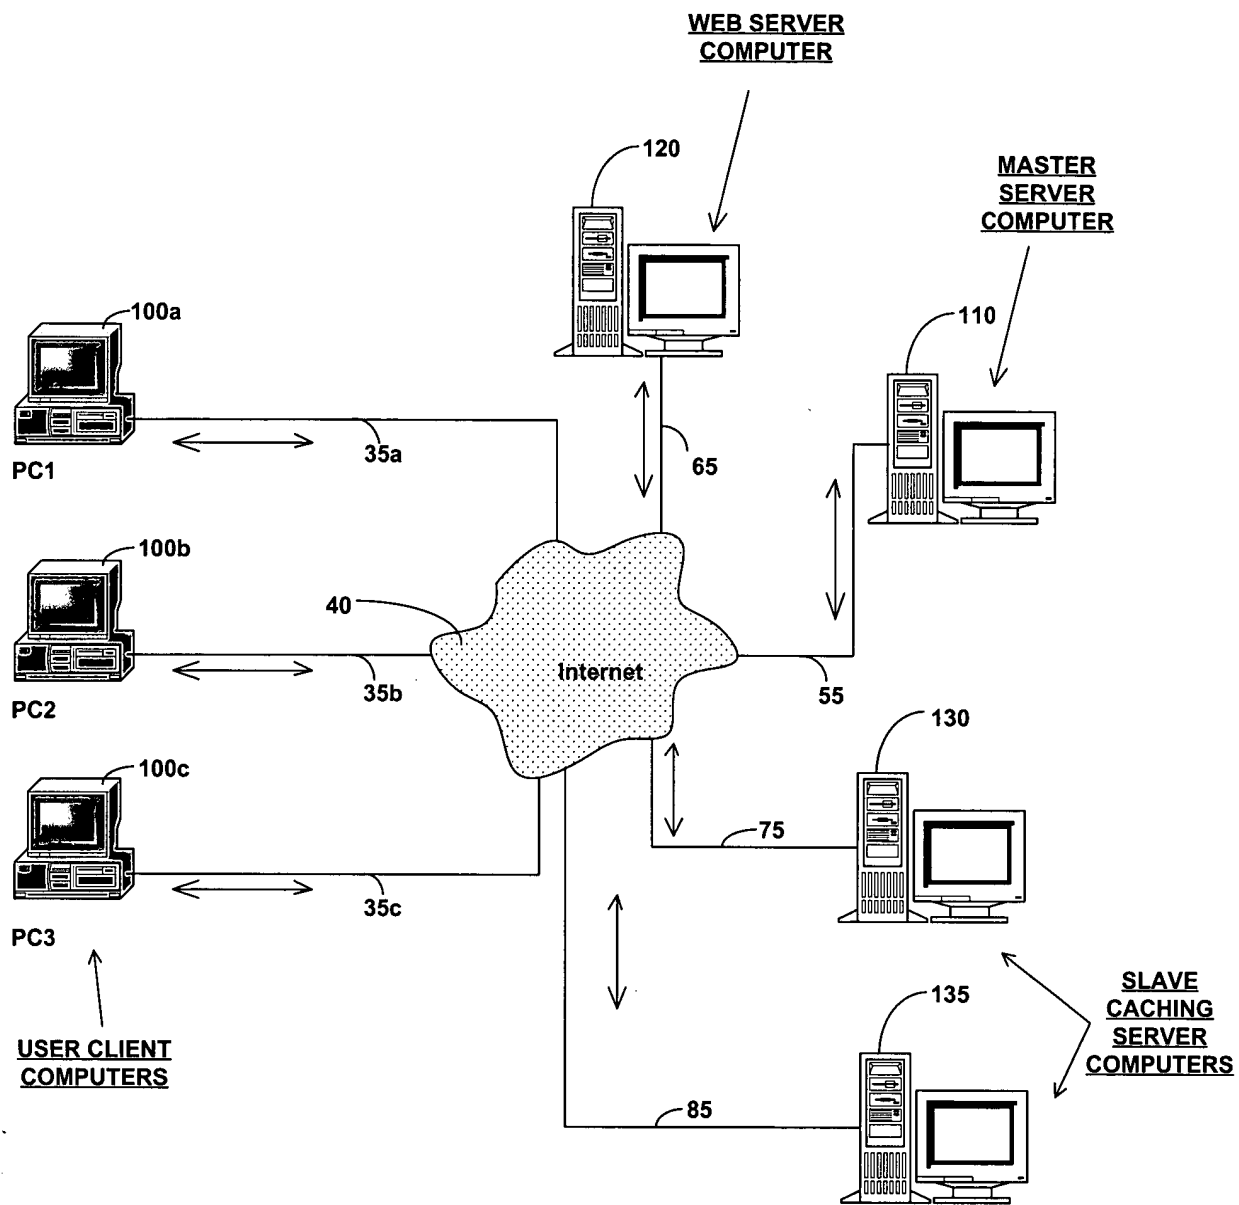 WEB SERVER
COMPUTER
120
MASTER
SERVER
COMPUTER
100a
110
35a
65
PC1
100b
40
Internet
35b
55
PC2
130
100c
75
35c
PC3
SLAVE
CACHING
SERVER
COMPUTERS
135
USER CLIENT
COMPUTERS
85